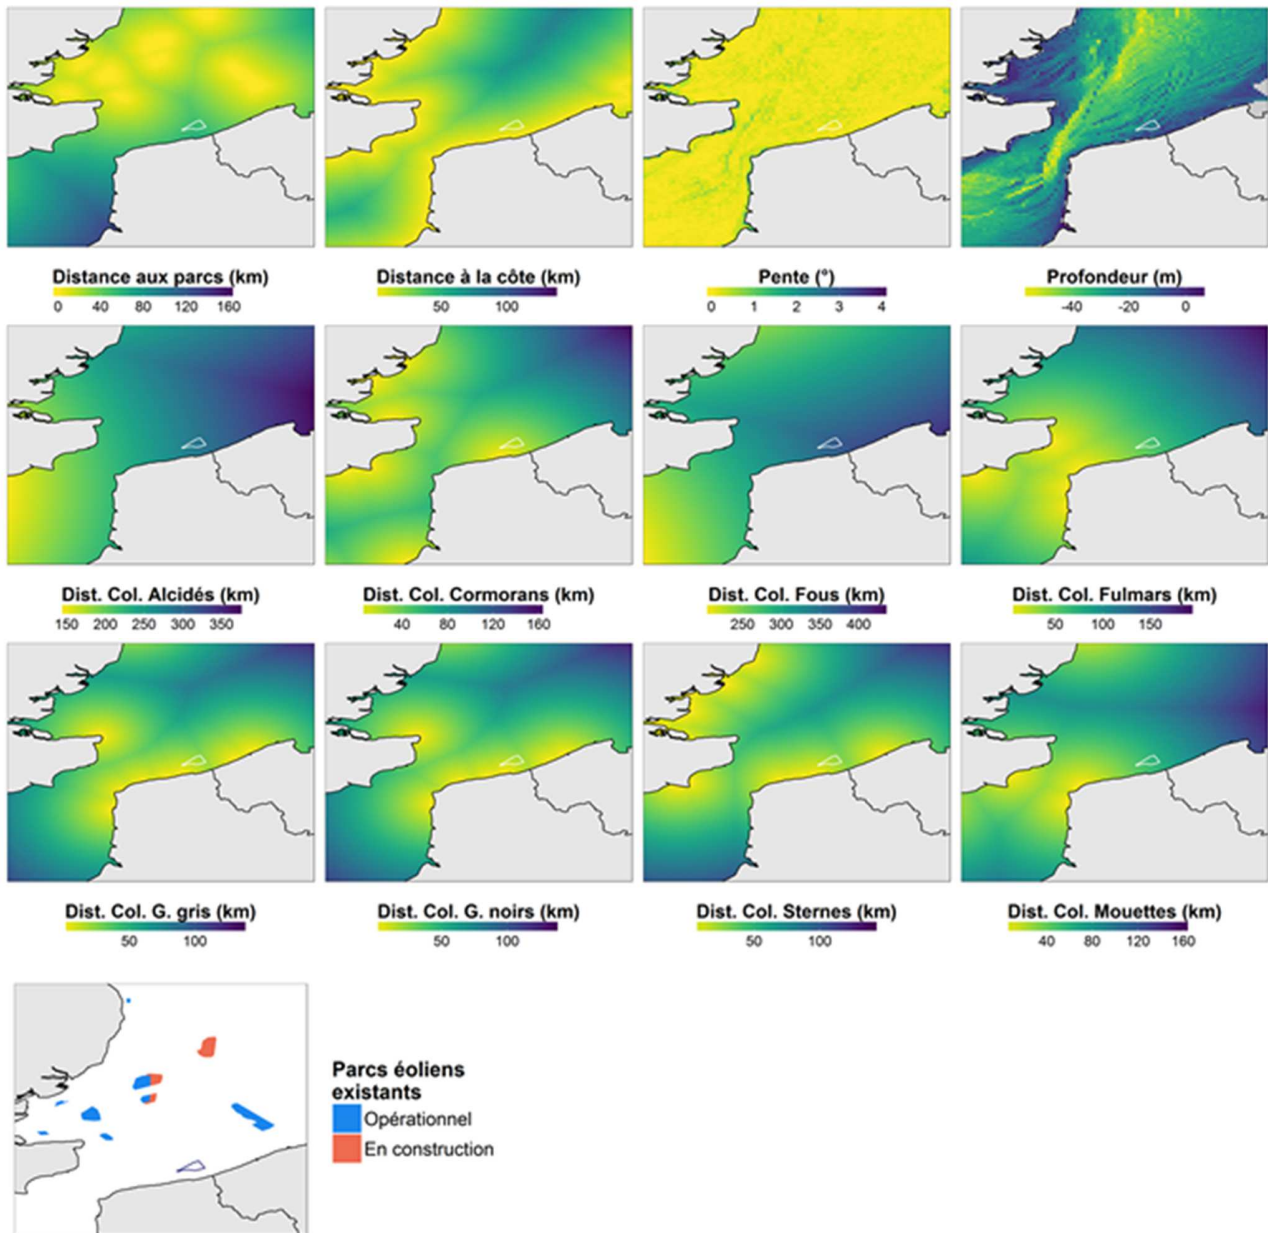 Distance aux parcs (km)
0 40 80 120 160
Distance à la côte (km)
50 100
Pente (°)
0 1 2 3 4
Profondeur (m)
-40 -20 0
Dist. Col. Alcidés (km)
150 200 250 300 350
Dist. Col. Cormorans (km)
40 80 120 160
Dist. Col. Fous (km)
250 300 350 400
Dist. Col. Fulmars (km)
50 100 150
Dist. Col. G. gris (km)
50 100
Dist. Col. G. noirs (km)
50 100
Dist. Col. Sternes (km)
50 100
Dist. Col. Mouettes (km)
40 80 120 160
Parcs éoliens
existants
Opérationnel
En construction